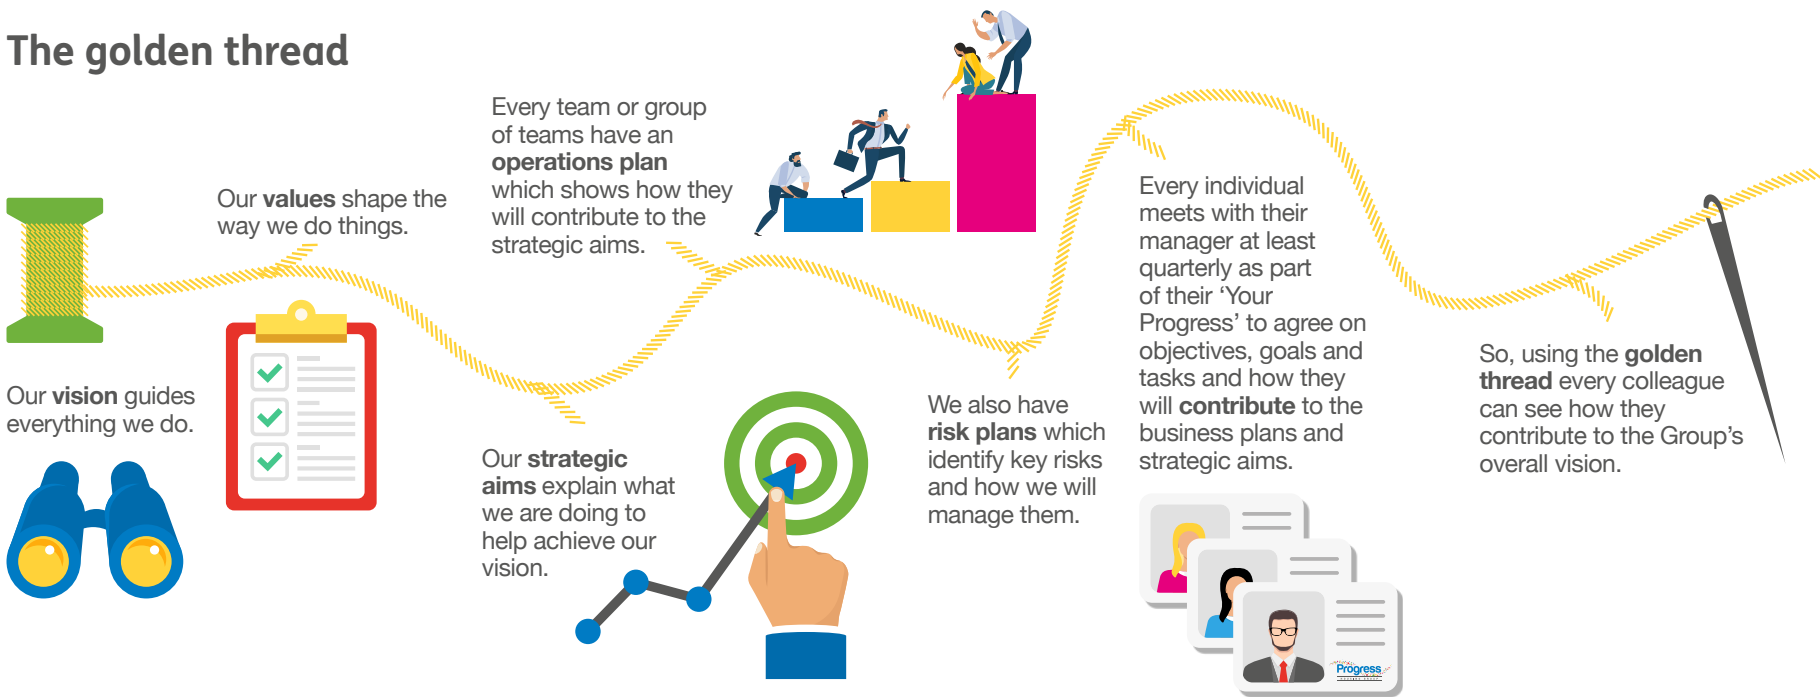 The golden thread
Our vision guides
everything we do.
Our values shape the
way we do things.
Our strategic
aims explain what
we are doing to
help achieve our
vision.
Every team or group
of teams have an
operations plan
which shows how they
will contribute to the
strategic aims.
We also have
risk plans which
identify key risks
and how we will
manage them.
Every individual
meets with their
manager at least
quarterly as part
of their ‘Your
Progress’ to agree on
objectives, goals and
tasks and how they
will contribute to the
business plans and
strategic aims.
Progress
So, using the golden
thread every colleague
can see how they
contribute to the Group’s
overall vision.